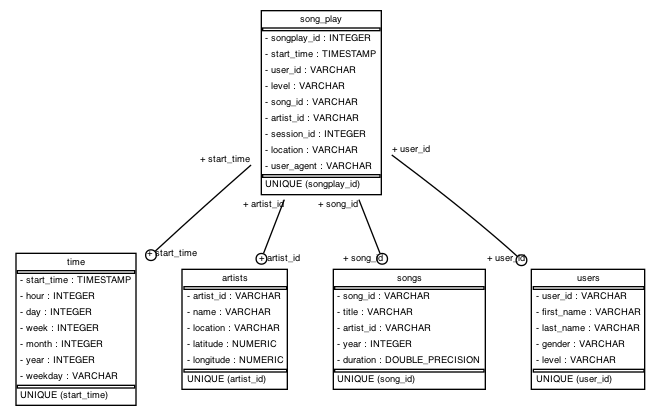 song_play
- songplay_id : INTEGER
- start_time : TIMESTAMP
- user_id : VARCHAR
- level : VARCHAR
- song_id : VARCHAR
- artist_id : VARCHAR
- session_id : INTEGER
- location : VARCHAR
- user_agent : VARCHAR
UNIQUE (songplay_id)
+ start_time
+ user_id
+ artist_id
+ song_id
+ start_time
+ artist_id
+ song_id
+ user_id
time
- start_time : TIMESTAMP
- hour : INTEGER
- day : INTEGER
- week : INTEGER
- month : INTEGER
- year : INTEGER
- weekday : VARCHAR
UNIQUE (start_time)
artists
- artist_id : VARCHAR
- name : VARCHAR
- location : VARCHAR
- latitude : NUMERIC
- longitude : NUMERIC
UNIQUE (artist_id)
songs
- song_id : VARCHAR
- title : VARCHAR
- artist_id : VARCHAR
- year : INTEGER
- duration : DOUBLE_PRECISION
UNIQUE (song_id)
users
- user_id : VARCHAR
- first_name : VARCHAR
- last_name : VARCHAR
- gender : VARCHAR
- level : VARCHAR
UNIQUE (user_id)